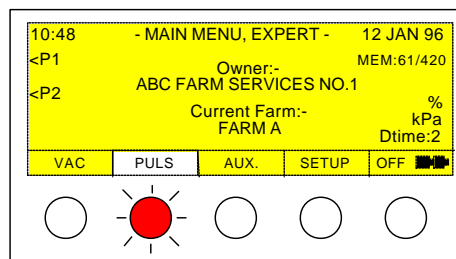 10:48 - MAIN MENU, EXPERT - 12 JAN 96
<P1 MEM:61/420
Owner:-
<P2 ABC FARM SERVICES NO.1
Current Farm:- %
kPa
FARM A Dtime:2
VAC PULS AUX. SETUP OFF